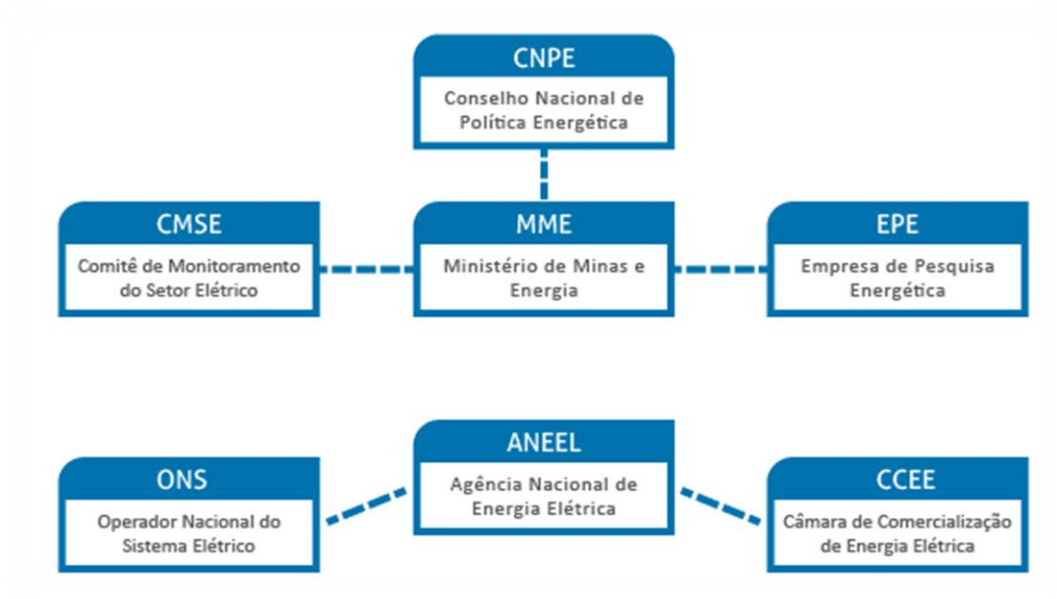 CNPE
Conselho Nacional de
Política Energética
CMSE
Comitê de Monitoramento
do Setor Elétrico
MME
Ministério de Minas e
Energia
EPE
Empresa de Pesquisa
Energética
ONS
Operador Nacional do
Sistema Elétrico
ANEEL
Agência Nacional de
Energia Elétrica
CCEE
Câmara de Comercialização
de Energia Elétrica